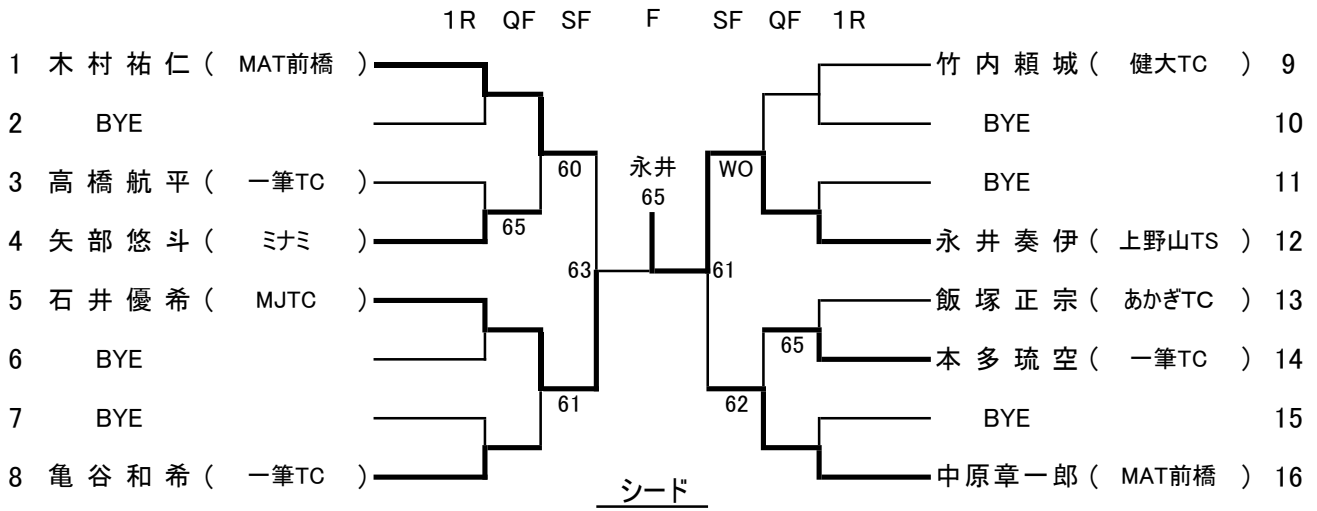 1R QF SF F SF QF 1R
1 木村祐仁 ( MAT前橋 ) 竹内頼城 ( 健大TC ) 9
2 BYE BYE 10
60 永井 WO
3 高橋航平 ( 一筆TC ) BYE 11
65
65
4 矢部悠斗 ( ミナミ ) 永井奏伊 ( 上野山TS ) 12
63 61
5 石井優希 ( MJTC ) 飯塚正宗 ( あかぎTC ) 13
65
6 BYE 本多琉空 ( 一筆TC ) 14
61 62
7 BYE BYE 15
8 亀谷和希 ( 一筆TC ) 中原章一郎 ( MAT前橋 ) 16
シード